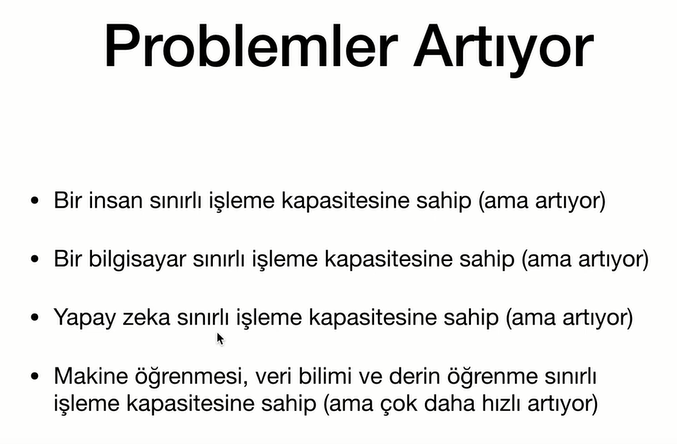 Problemler Artıyor
• Bir insan sınırlı işleme kapasitesine sahip (ama artıyor)
• Bir bilgisayar sınırlı işleme kapasitesine sahip (ama artıyor)
• Yapay zeka sınırlı işleme kapasitesine sahip (ama artıyor)
• Makine öğrenmesi, veri bilimi ve derin öğrenme sınırlı
işleme kapasitesine sahip (ama çok daha hızlı artıyor)